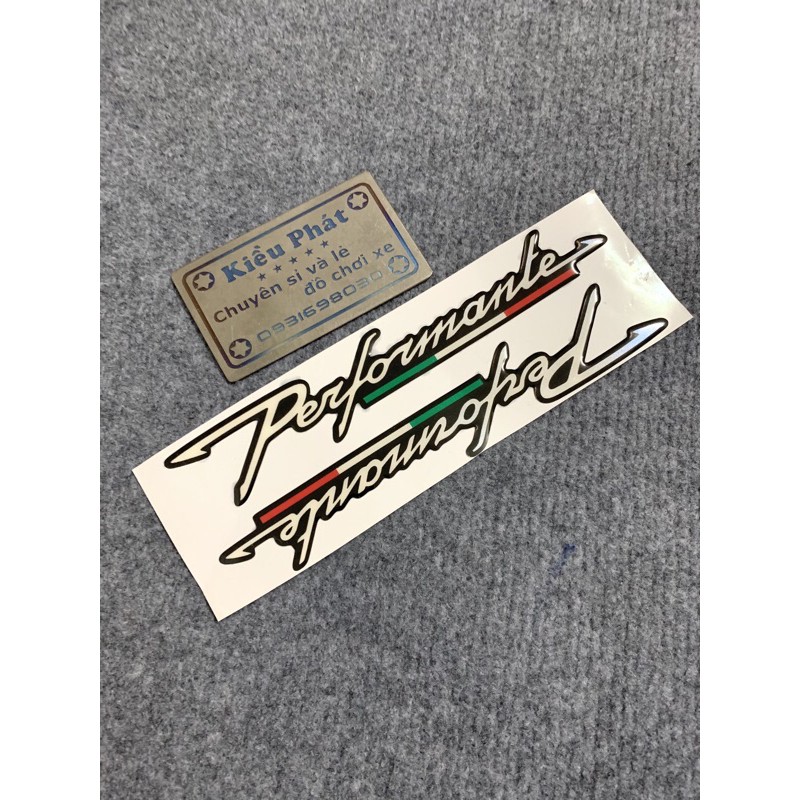 Kiều Phát
Chuyên sỉ và lẻ
đồ chơi xe
0931698030
Performante
Performante